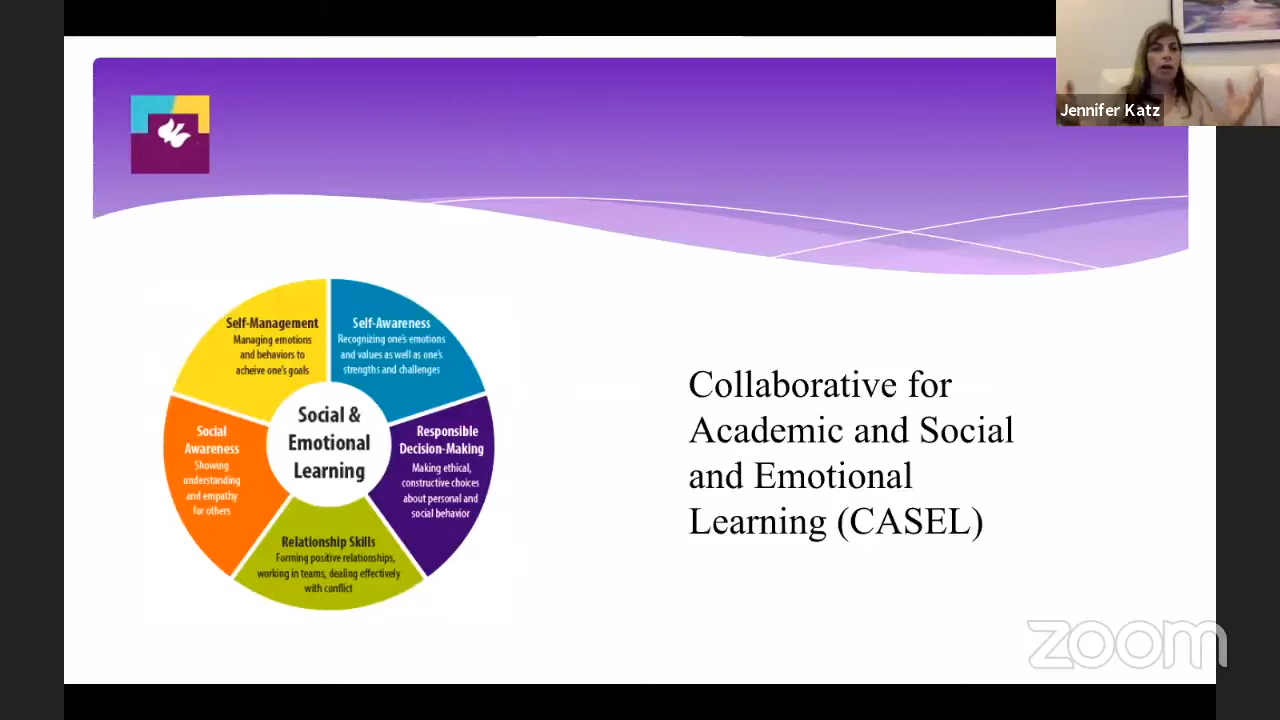 Jennifer Katz
Self-Management
Managing emotions
and behaviors to
acheive one's goals
Self-Awareness
Recognizing one's emotions
and values as well as one's
strengths and challenges
Social
Awareness
Showing
understanding
and empathy
for others
Social &
Emotional
Learning
Responsible
Decision-Making
Making ethical,
constructive choices
about personal and
social behavior
Relationship Skills
Forming positive relationships,
working in teams, dealing effectively
with conflict
Collaborative for
Academic and Social
and Emotional
Learning (CASEL)
zoom